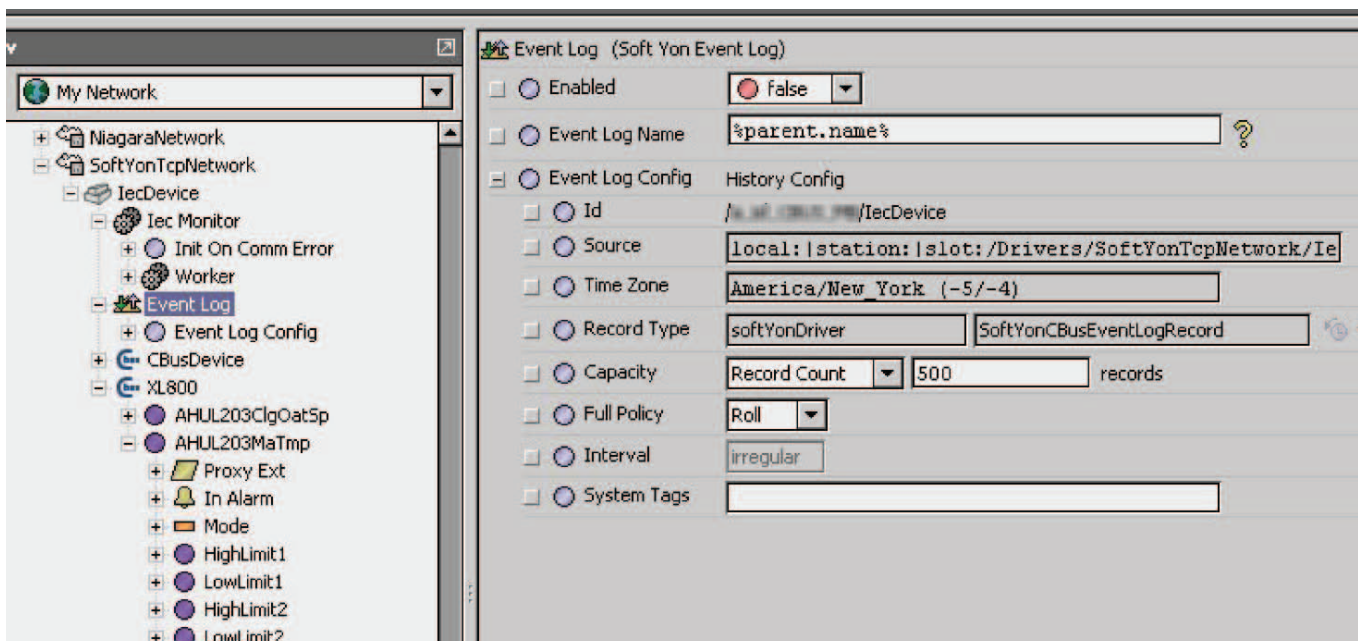 y
My Network
NiagaraNetwork
SoftYonTcpNetwork
IecDevice
Iec Monitor
Init On Comm Error
Worker
Event Log
Event Log Config
CBusDevice
XL800
AHUL203ClgOatSp
AHUL203MaTmp
Proxy Ext
In Alarm
Mode
HighLimit1
LowLimit1
HighLimit2
LowLimit2
Event Log (Soft Yon Event Log)
Enabled false
Event Log Name %parent.name%
Event Log Config History Config
Id / /IecDevice
Source local:|station:|slot:/Drivers/SoftYonTcpNetwork/Ie
Time Zone America/New_York (-5/-4)
Record Type softYonDriver SoftYonCBusEventLogRecord
Capacity Record Count 500 records
Full Policy Roll
Interval irregular
System Tags